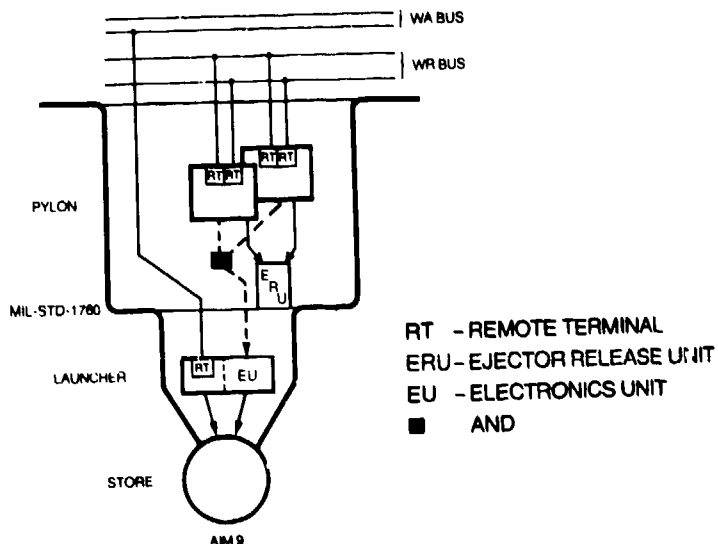 WA BUS
WR BUS
RT RT
RT RT
PYLON
ERU
MIL-STD-1760
RT
EU
LAUNCHER
STORE
AIM 9
RT - REMOTE TERMINAL
ERU - EJECTOR RELEASE UNIT
EU - ELECTRONICS UNIT
AND